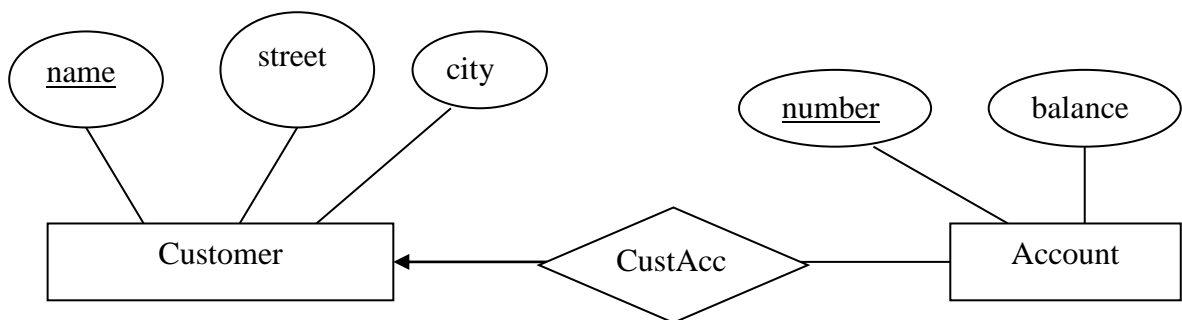 name
street
city
number
balance
Customer
CustAcc
Account